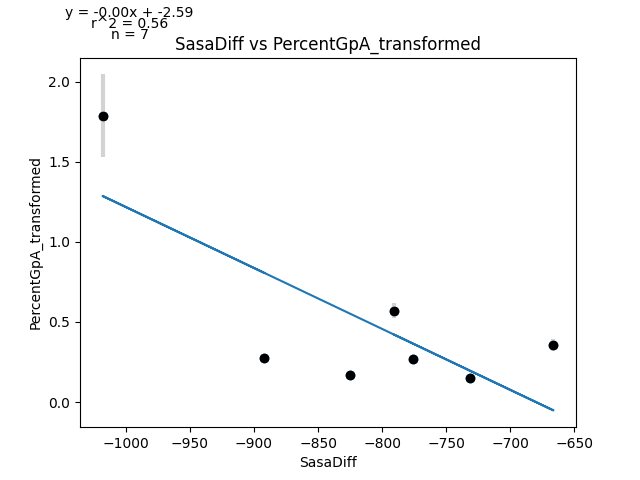 y = -0.00x + -2.59
r^2 = 0.56
n = 7
SasaDiff vs PercentGpA_transformed
PercentGpA_transformed
2.0
1.5
1.0
0.5
0.0
−1000 −950 −900 −850 −800 −750 −700 −650
SasaDiff